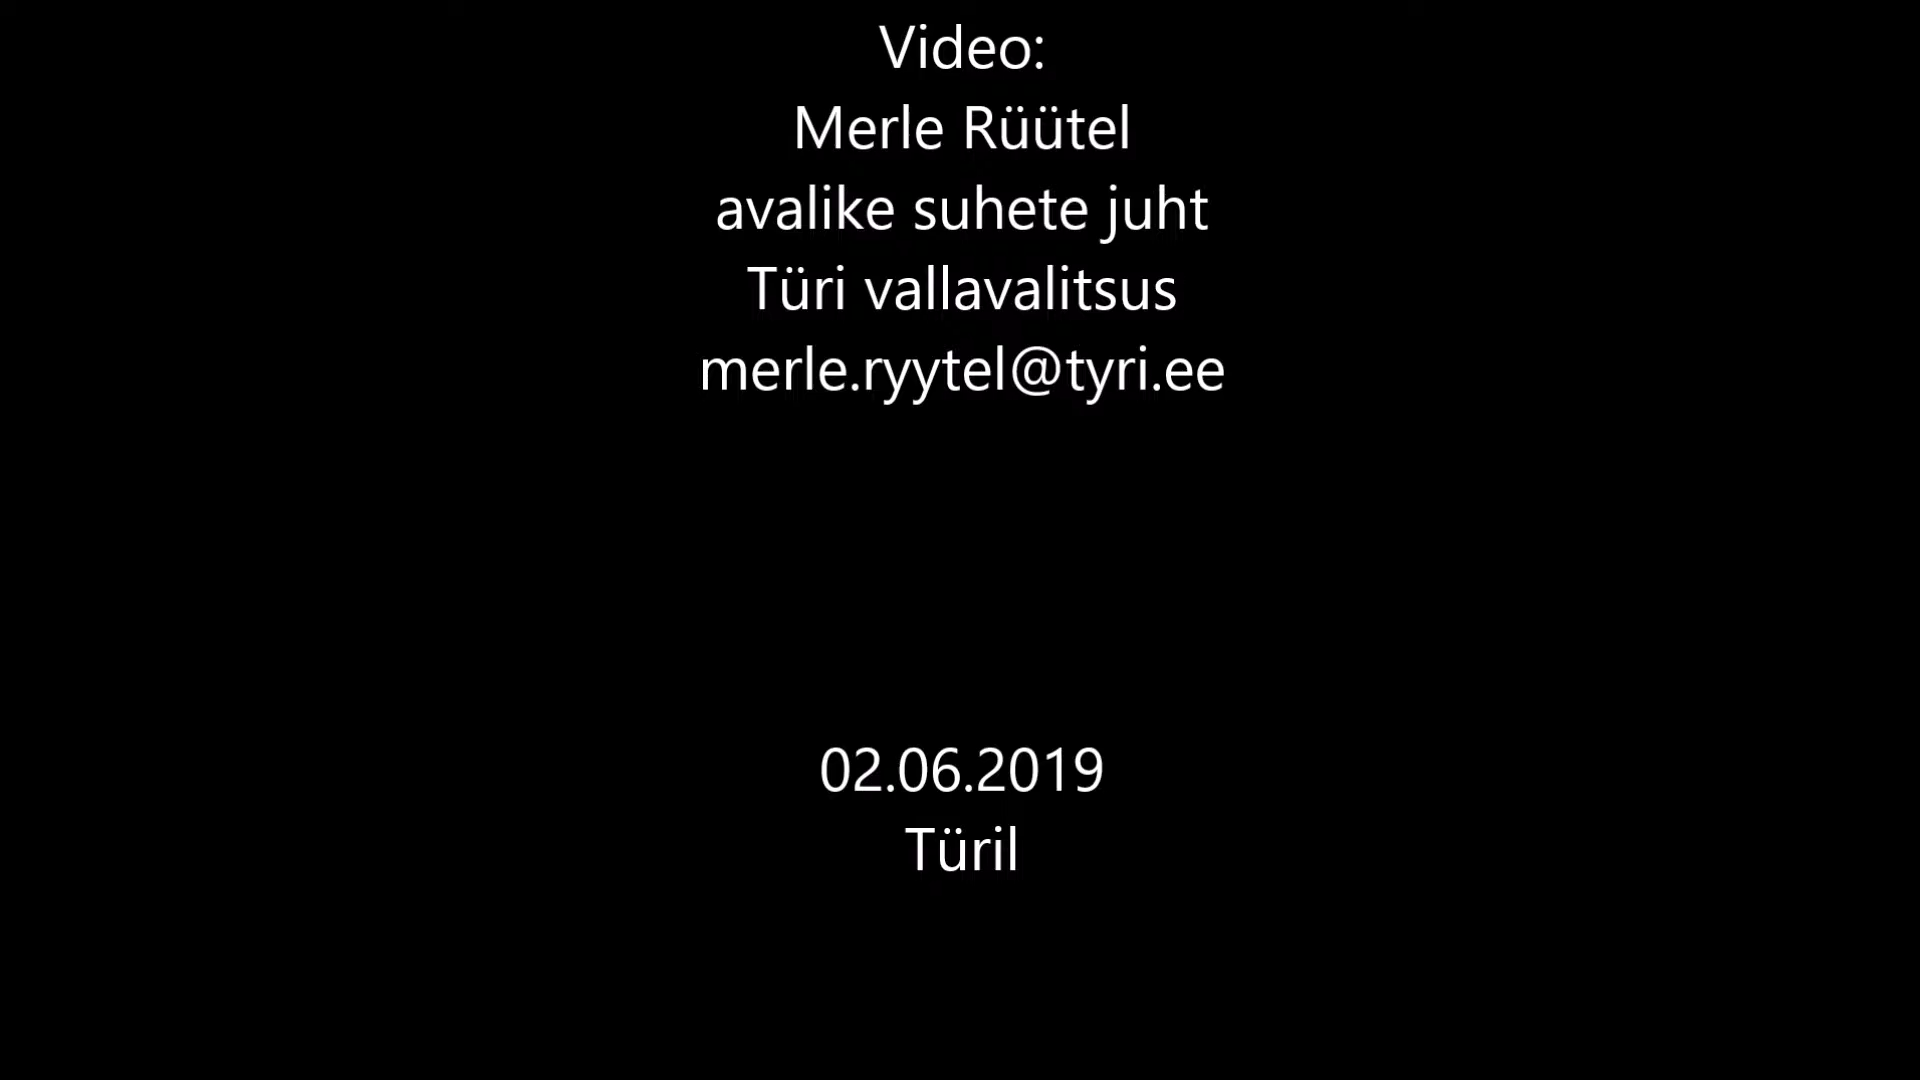 Video:
Merle Rüütel
avalike suhete juht
Türi vallavalitsus
merle.ryytel@tyri.ee
02.06.2019
Türil